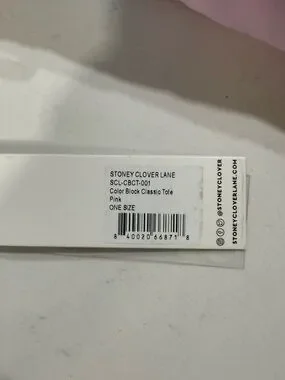 STONEY CLOVER LANE
SCL-CBCT-001
Color Block Classic Tote
Pink
ONE SIZE
8 40020 66871 8
@STONEYCLOVER
STONEYCLOVERLANE.COM